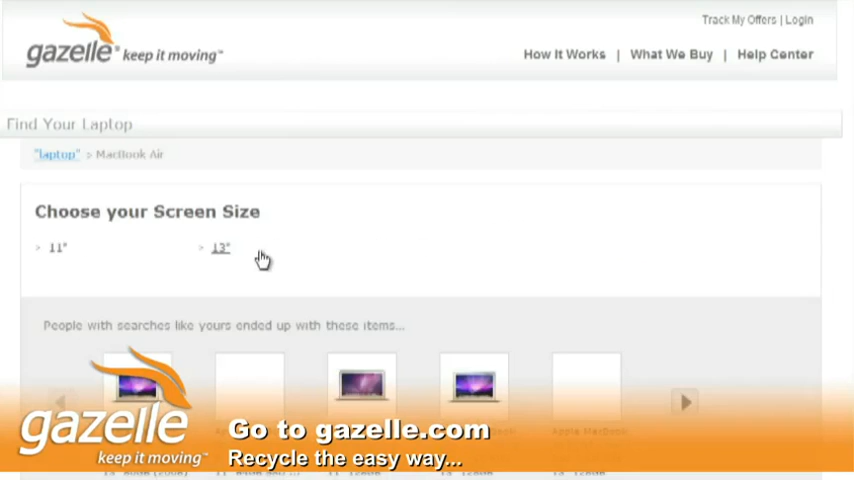 Track My Offers | Login
gazelle® keep it moving™
How It Works | What We Buy | Help Center
Find Your Laptop
"laptop" > MacBook Air
Choose your Screen Size
> 11" > 13"
People with searches like yours ended up with these items...
gazelle
keep it moving™
Go to gazelle.com
Recycle the easy way...